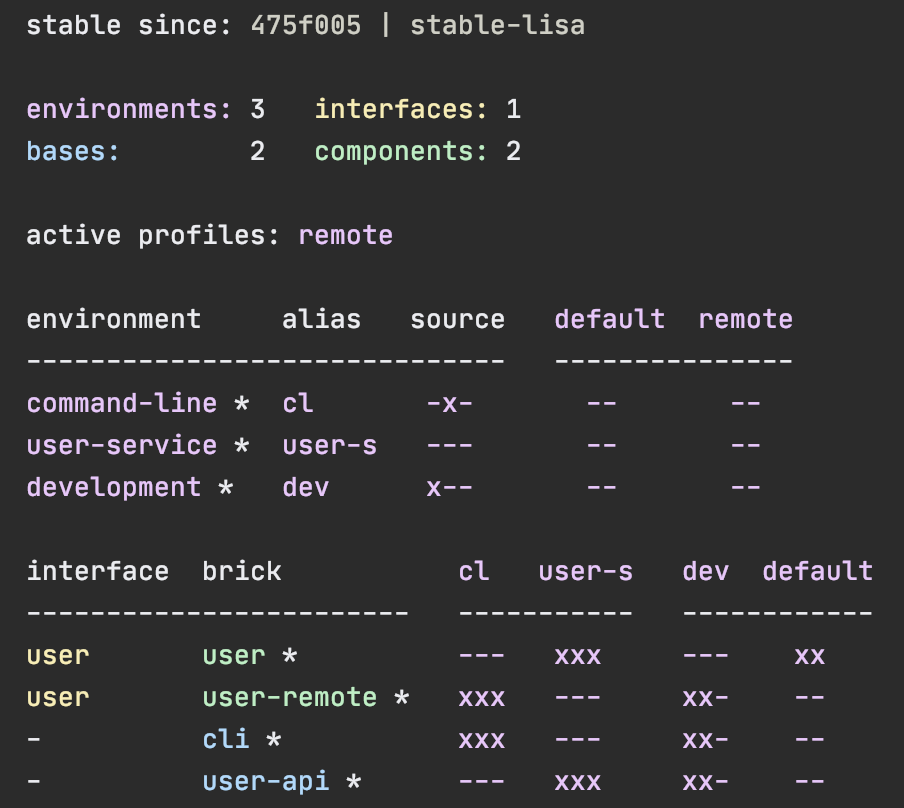 stable since: 475f005 | stable-lisa
environments: 3   interfaces: 1
bases:        2   components: 2
active profiles: remote
environment     alias   source   default  remote
------------------------------   ---------------
command-line *  cl       -x-       --       --
user-service *  user-s   ---       --       --
development *   dev      x--       --       --
interface  brick           cl   user-s   dev  default
------------------------   -----------   ------------
user       user *          ---   xxx     ---    xx
user       user-remote *   xxx   ---     xx-    --
-          cli *           xxx   ---     xx-    --
-          user-api *      ---   xxx     xx-    --